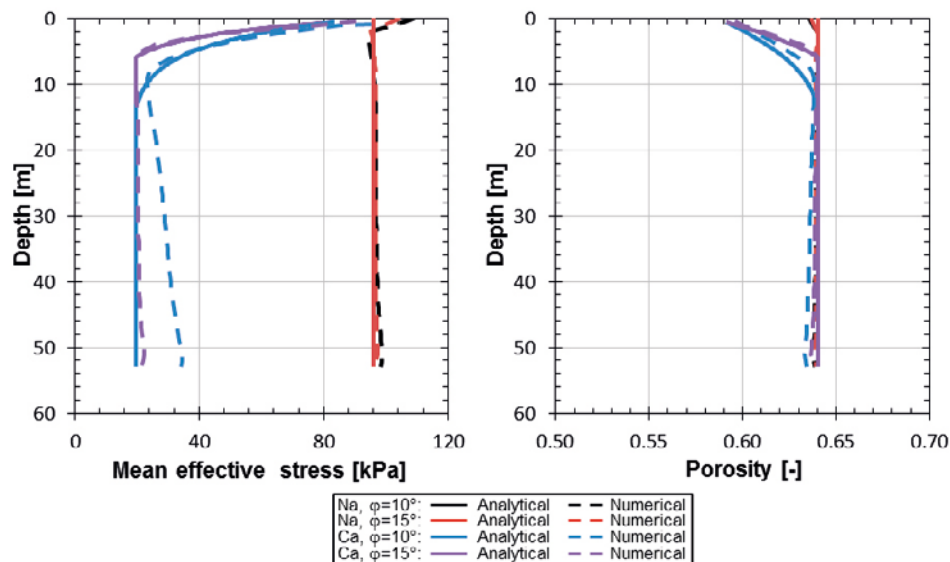 0
10
20
30
40
50
60
Depth [m]
0
40
80
120
Mean effective stress [kPa]
0
10
20
30
40
50
60
Depth [m]
0.50
0.55
0.60
0.65
0.70
Porosity [-]
Na, φ=10°: Analytical Numerical
Na, φ=15°: Analytical Numerical
Ca, φ=10°: Analytical Numerical
Ca, φ=15°: Analytical Numerical